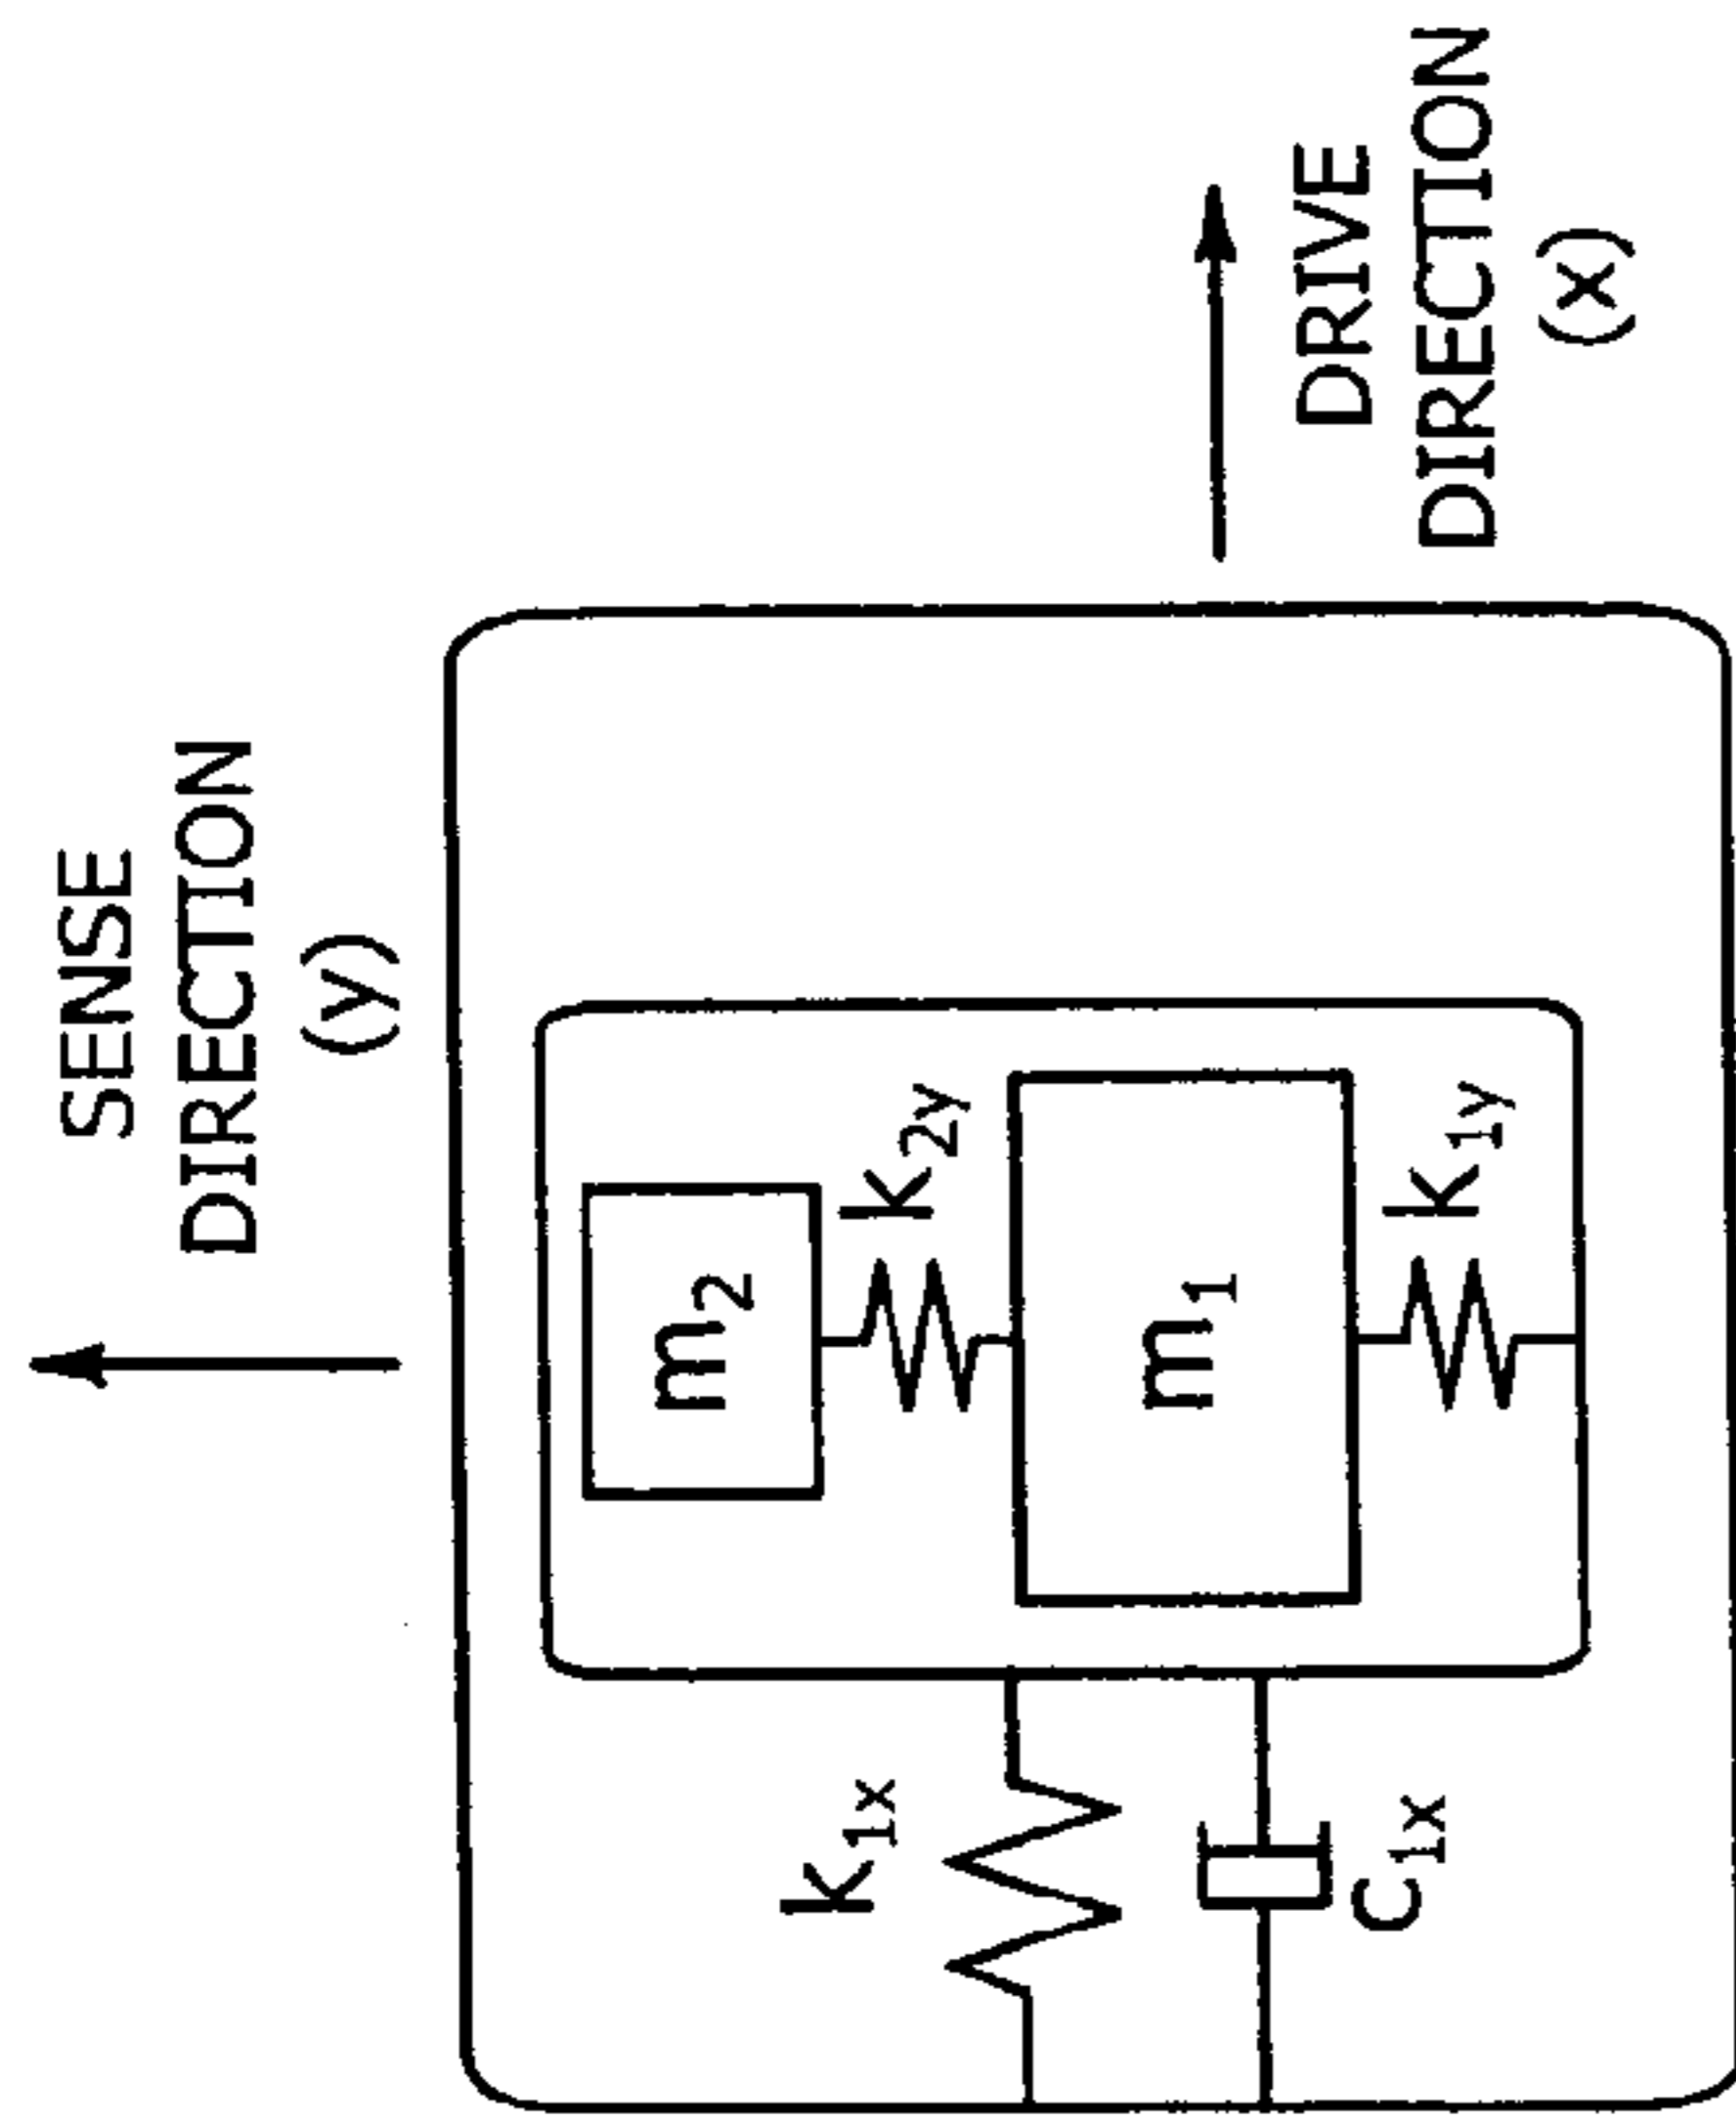 SENSE
DIRECTION
(y)
DRIVE
DIRECTION
(x)
m2
K2y
m1
K1y
K1x
C1x